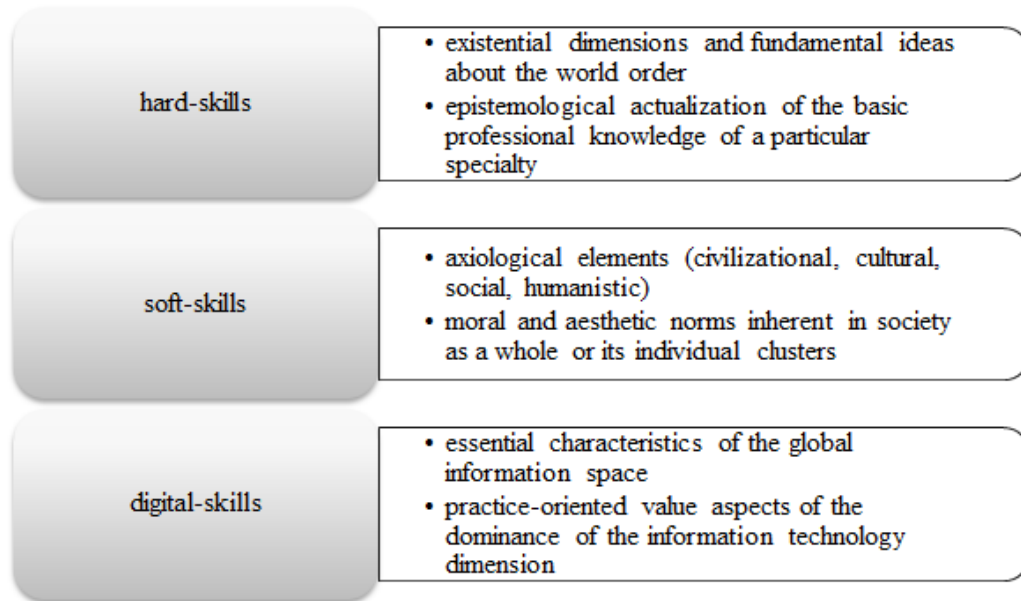 hard-skills
• existential dimensions and fundamental ideas
about the world order
• epistemological actualization of the basic
professional knowledge of a particular
specialty
soft-skills
• axiological elements (civilizational, cultural,
social, humanistic)
• moral and aesthetic norms inherent in society
as a whole or its individual clusters
digital-skills
• essential characteristics of the global
information space
• practice-oriented value aspects of the
dominance of the information technology
dimension